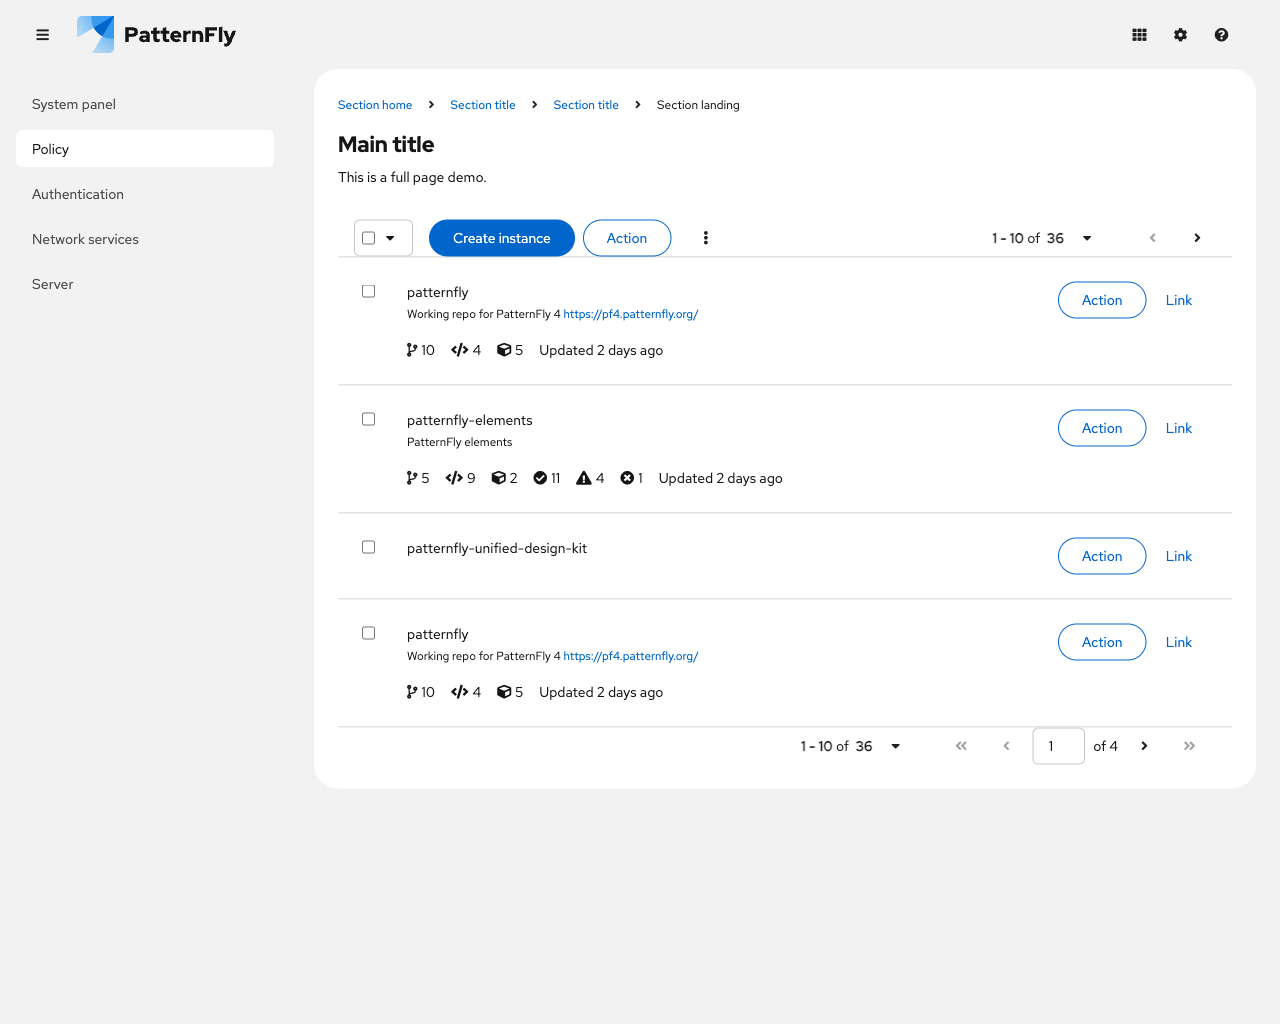 PatternFly
System panel
Policy
Authentication
Network services
Server
Section home Section title Section title Section landing
Main title
This is a full page demo.
Create instance Action 1 - 10 of 36
patternfly Action Link
Working repo for PatternFly 4 https://pf4.patternfly.org/
10 4 5 Updated 2 days ago
patternfly-elements Action Link
PatternFly elements
5 9 2 11 4 1 Updated 2 days ago
patternfly-unified-design-kit Action Link
patternfly Action Link
Working repo for PatternFly 4 https://pf4.patternfly.org/
10 4 5 Updated 2 days ago
1 - 10 of 36 1 of 4